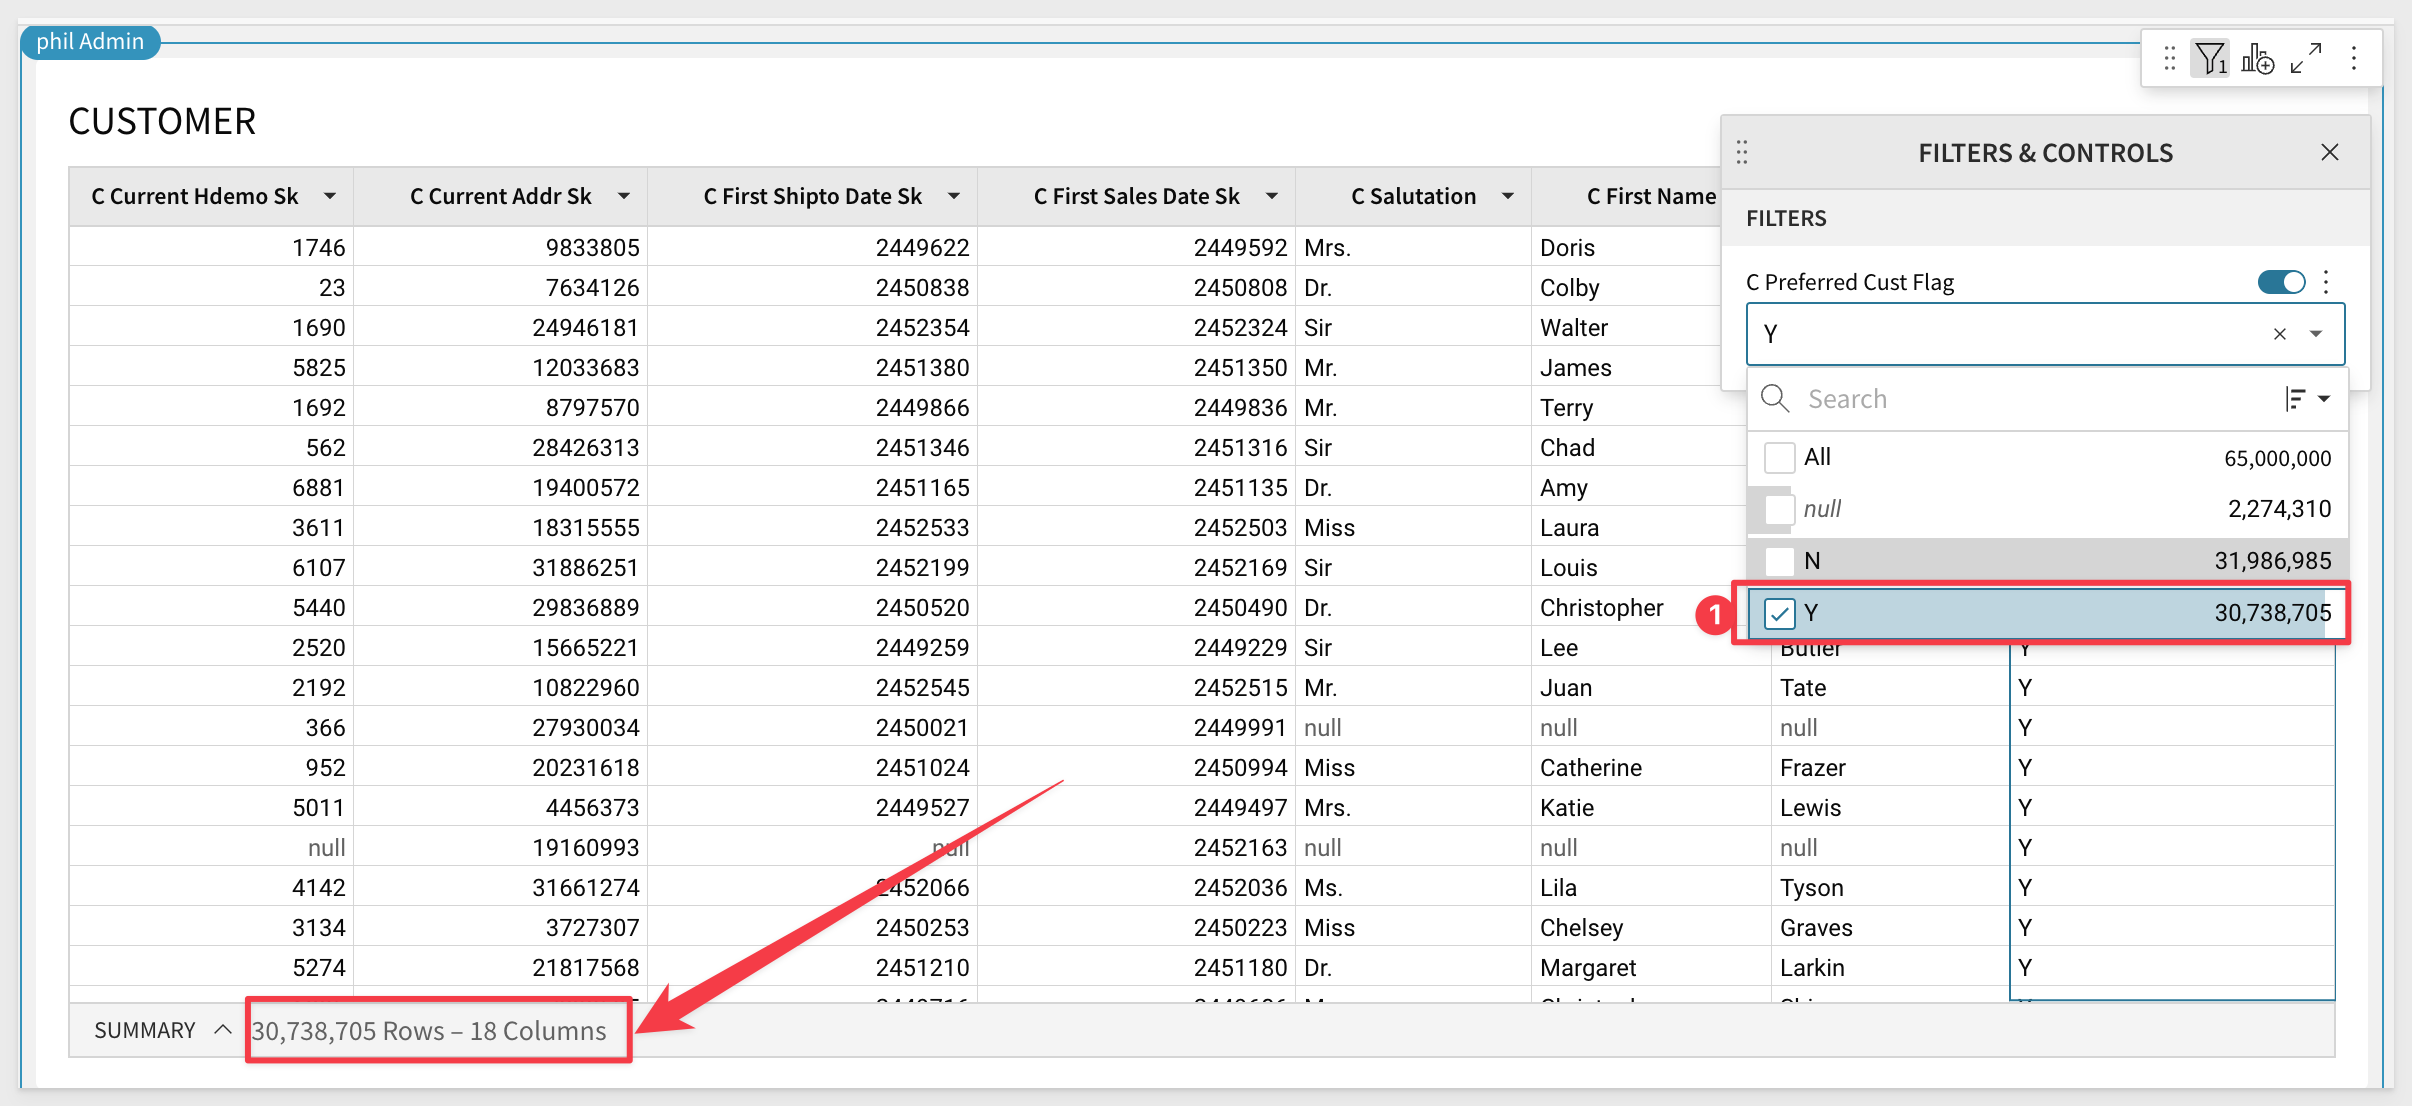 phil Admin
1
CUSTOMER
FILTERS & CONTROLS
C Current Hdemo Sk C Current Addr Sk C First Shipto Date Sk C First Sales Date Sk C Salutation C First Name
FILTERS
C Preferred Cust Flag
Y
Search
All 65,000,000
null 2,274,310
N 31,986,985
1 Y 30,738,705
1746 9833805 2449622 2449592 Mrs. Doris
23 7634126 2450838 2450808 Dr. Colby
1690 24946181 2452354 2452324 Sir Walter
5825 12033683 2451380 2451350 Mr. James
1692 8797570 2449866 2449836 Mr. Terry
562 28426313 2451346 2451316 Sir Chad
6881 19400572 2451165 2451135 Dr. Amy
3611 18315555 2452533 2452503 Miss Laura
6107 31886251 2452199 2452169 Sir Louis
5440 29836889 2450520 2450490 Dr. Christopher
2520 15665221 2449259 2449229 Sir Lee Butler Y
2192 10822960 2452545 2452515 Mr. Juan Tate Y
366 27930034 2450021 2449991 null null null Y
952 20231618 2451024 2450994 Miss Catherine Frazer Y
5011 4456373 2449527 2449497 Mrs. Katie Lewis Y
null 19160993 null 2452163 null null null Y
4142 31661274 2452066 2452036 Ms. Lila Tyson Y
3134 3727307 2450253 2450223 Miss Chelsey Graves Y
5274 21817568 2451210 2451180 Dr. Margaret Larkin Y
SUMMARY 30,738,705 Rows – 18 Columns